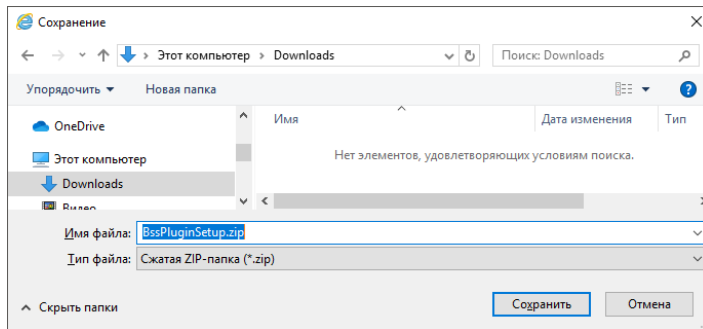 Сохранение
Этот компьютер > Downloads
Поиск: Downloads
Упорядочить
Новая папка
?
OneDrive
Этот компьютер
Downloads
Видео
Имя
Дата изменения
Тип
Нет элементов, удовлетворяющих условиям поиска.
Имя файла: BssPluginSetup.zip
Тип файла: Сжатая ZIP-папка (*.zip)
Скрыть папки
Сохранить
Отмена